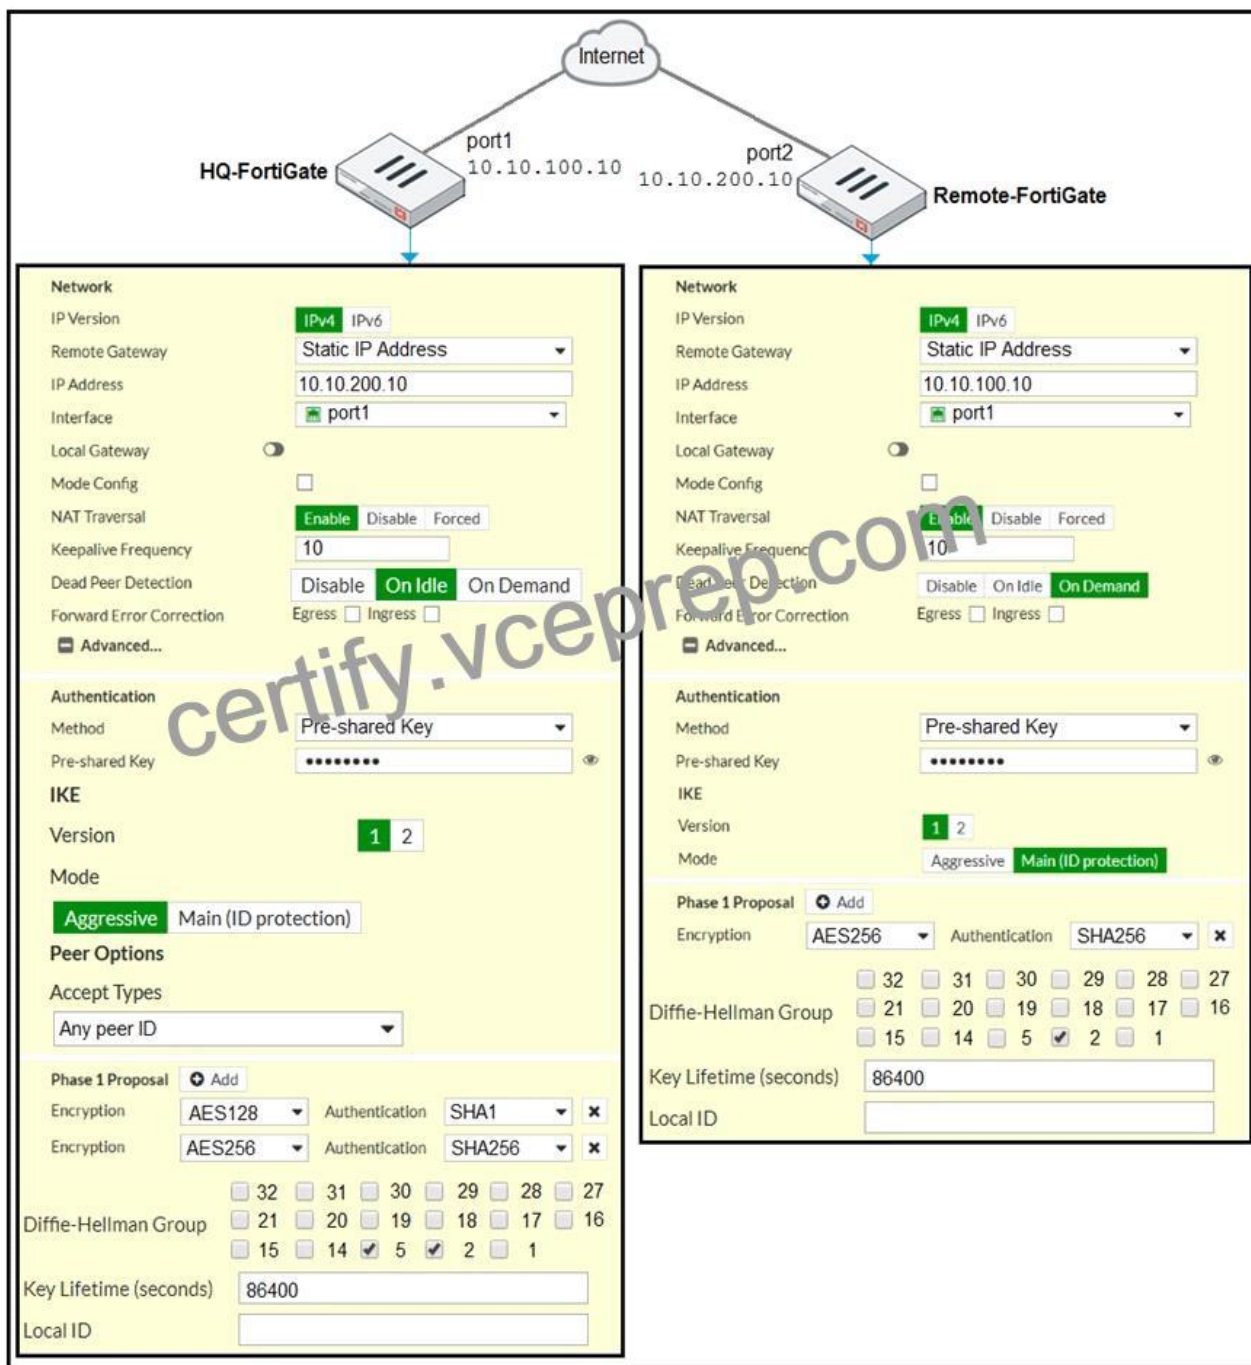 Internet
port1
10.10.100.10
HQ-FortiGate
port2
10.10.200.10
Remote-FortiGate
Network
IP Version IPv4 IPv6
Remote Gateway Static IP Address
IP Address 10.10.200.10
Interface port1
Local Gateway
Mode Config
NAT Traversal Enable Disable Forced
Keepalive Frequency 10
Dead Peer Detection Disable On Idle On Demand
Forward Error Correction Egress Ingress
Advanced...
Authentication
Method Pre-shared Key
Pre-shared Key ••••••••
IKE
Version 1 2
Mode
Aggressive Main (ID protection)
Peer Options
Accept Types
Any peer ID
Phase 1 Proposal Add
Encryption AES128 Authentication SHA1
Encryption AES256 Authentication SHA256
32 31 30 29 28 27
Diffie-Hellman Group 21 20 19 18 17 16
15 14 5 2 1
Key Lifetime (seconds) 86400
Local ID
Network
IP Version IPv4 IPv6
Remote Gateway Static IP Address
IP Address 10.10.100.10
Interface port1
Local Gateway
Mode Config
NAT Traversal Enable Disable Forced
Keepalive Frequency 10
Dead Peer Detection Disable On Idle On Demand
Forward Error Correction Egress Ingress
Advanced...
Authentication
Method Pre-shared Key
Pre-shared Key ••••••••
IKE
Version 1 2
Mode Aggressive Main (ID protection)
Phase 1 Proposal Add
Encryption AES256 Authentication SHA256
32 31 30 29 28 27
Diffie-Hellman Group 21 20 19 18 17 16
15 14 5 2 1
Key Lifetime (seconds) 86400
Local ID
certify.vceprep.com